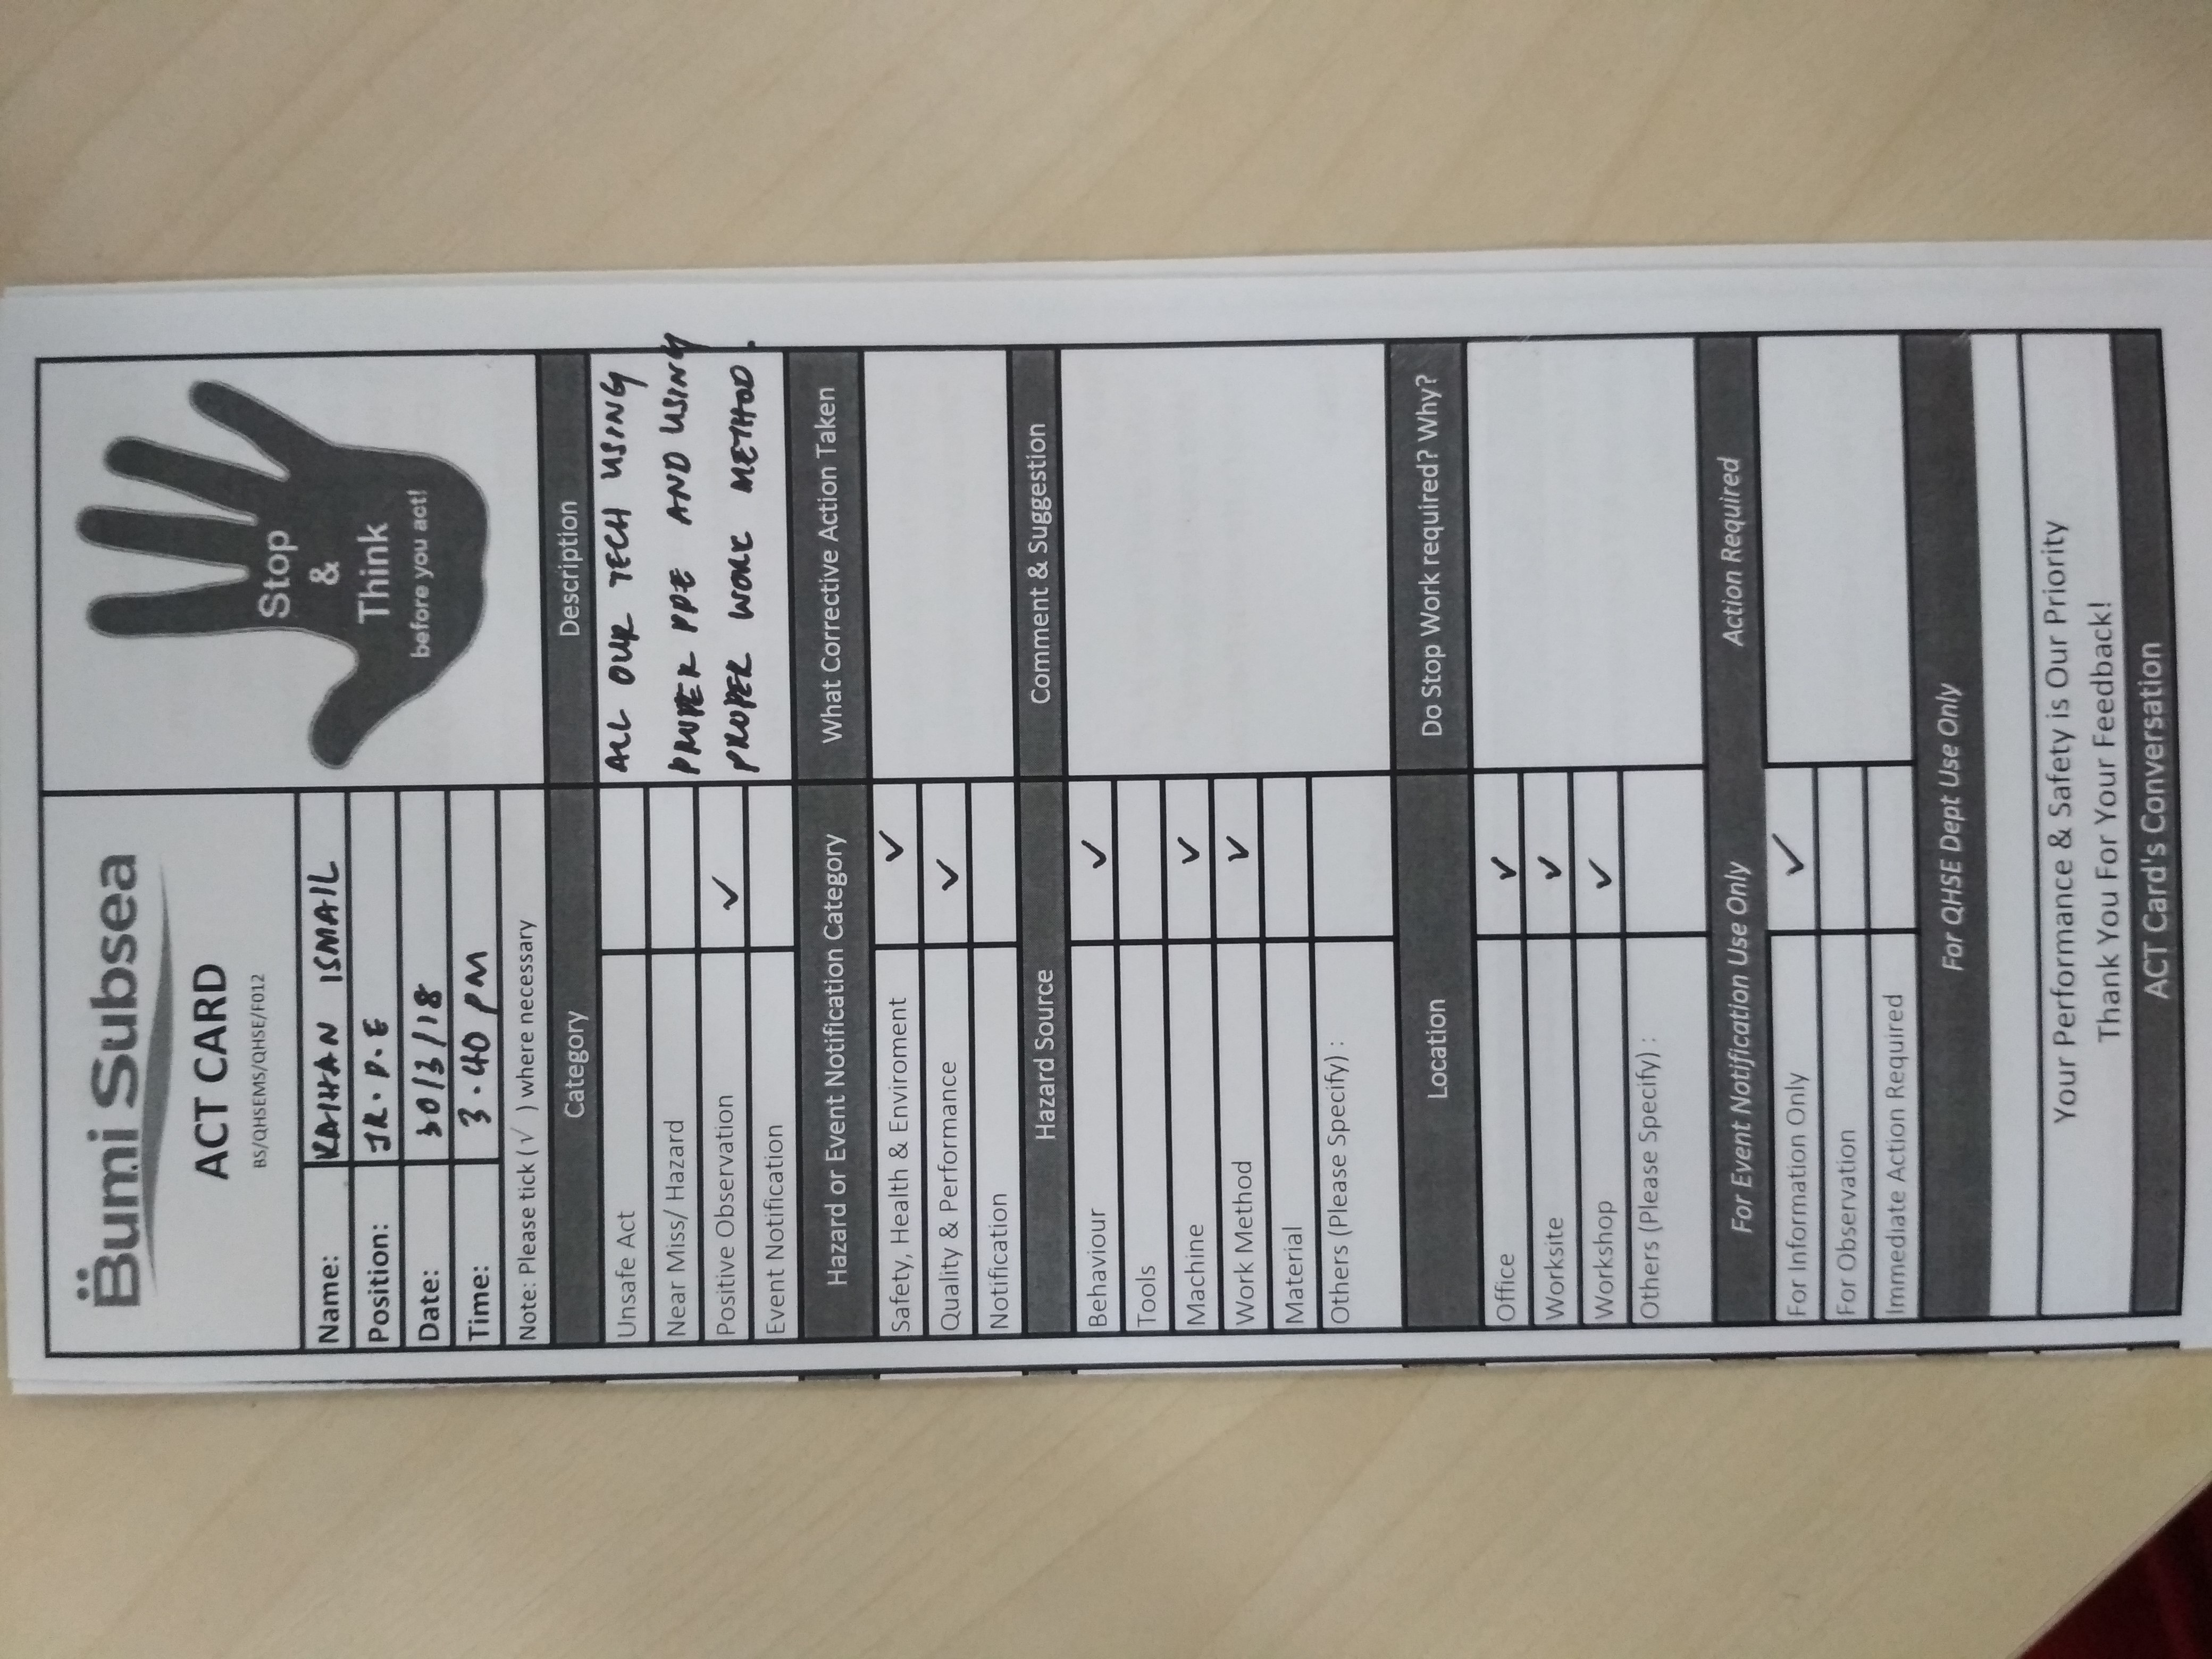 Bumi Subsea
ACT CARD
BS/QHSEMS/QHSE/F012
Stop
&
Think
before you act!
Name: RAIHAN ISMAIL
Position: JR. P.E
Date: 30/3/18
Time: 3.40 PM
Note: Please tick (√ ) where necessary
Category Description
Unsafe Act ALL OUR TECH USING
Near Miss/ Hazard PROPER PPE AND USING
Positive Observation ✓ PROPER WORK METHOD.
Event Notification
Hazard or Event Notification Category What Corrective Action Taken
Safety, Health & Enviroment ✓
Quality & Performance ✓
Notification
Hazard Source Comment & Suggestion
Behaviour ✓
Tools
Machine ✓
Work Method ✓
Material
Others (Please Specify) :
Location Do Stop Work required? Why?
Office ✓
Worksite ✓
Workshop ✓
Others (Please Specify) :
For Event Notification Use Only Action Required
For Information Only ✓
For Observation
Immediate Action Required
For QHSE Dept Use Only
Your Performance & Safety is Our Priority
Thank You For Your Feedback!
ACT Card's Conversation